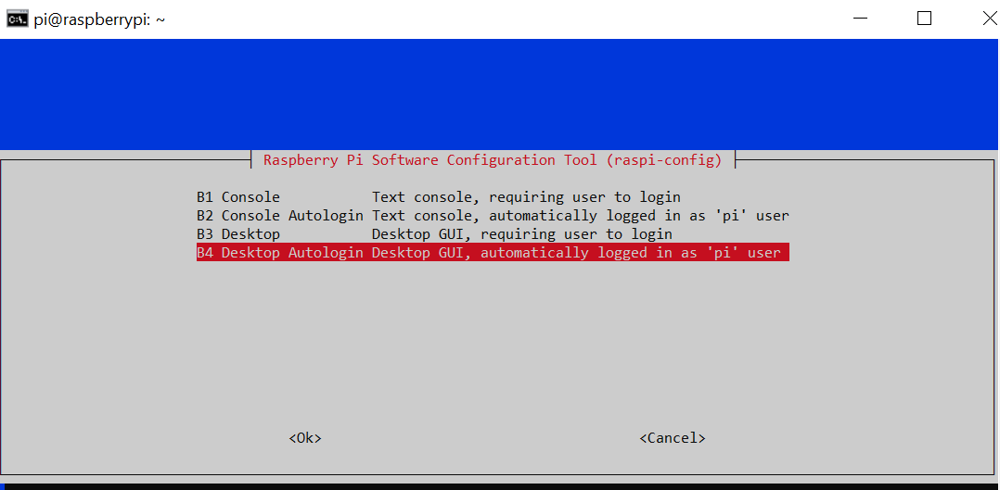 C:\. pi@raspberrypi: ~
Raspberry Pi Software Configuration Tool (raspi-config)
B1 Console Text console, requiring user to login
B2 Console Autologin Text console, automatically logged in as 'pi' user
B3 Desktop Desktop GUI, requiring user to login
B4 Desktop Autologin Desktop GUI, automatically logged in as 'pi' user
<Ok> <Cancel>